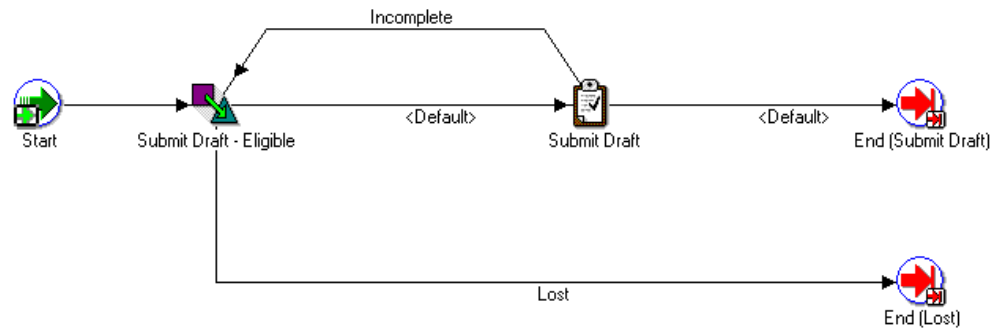 Incomplete
<Default>
<Default>
Start
Submit Draft - Eligible
Submit Draft
End (Submit Draft)
Lost
End (Lost)